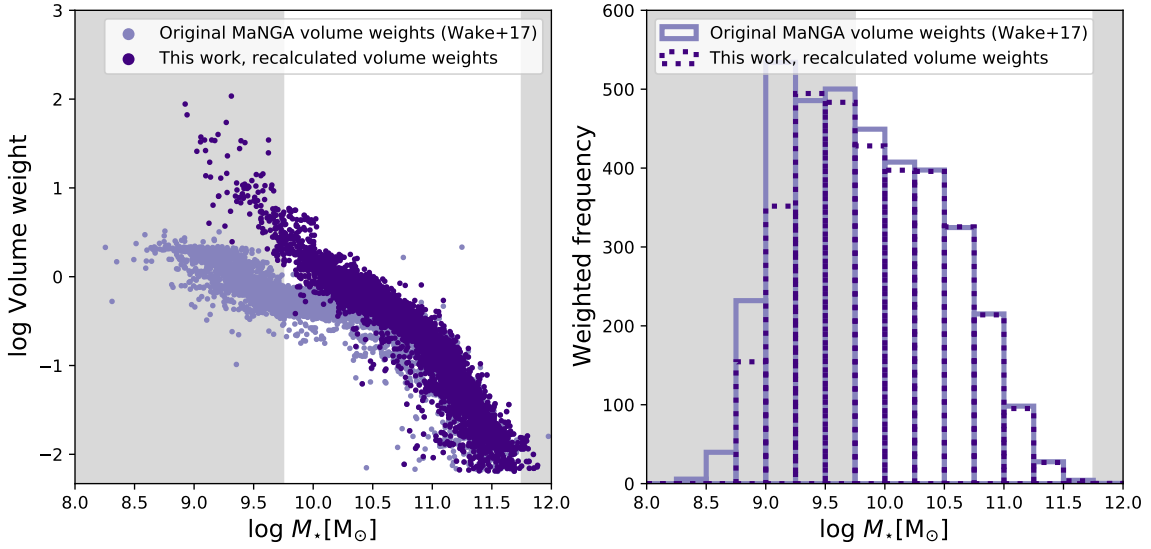 3
2
1
0
−1
−2
8.0 8.5 9.0 9.5 10.0 10.5 11.0 11.5 12.0
log M⋆[M⊙]
log Volume weight
Original MaNGA volume weights (Wake+17)
This work, recalculated volume weights
600
500
400
300
200
100
0
8.0 8.5 9.0 9.5 10.0 10.5 11.0 11.5 12.0
log M⋆[M⊙]
Weighted frequency
Original MaNGA volume weights (Wake+17)
This work, recalculated volume weights